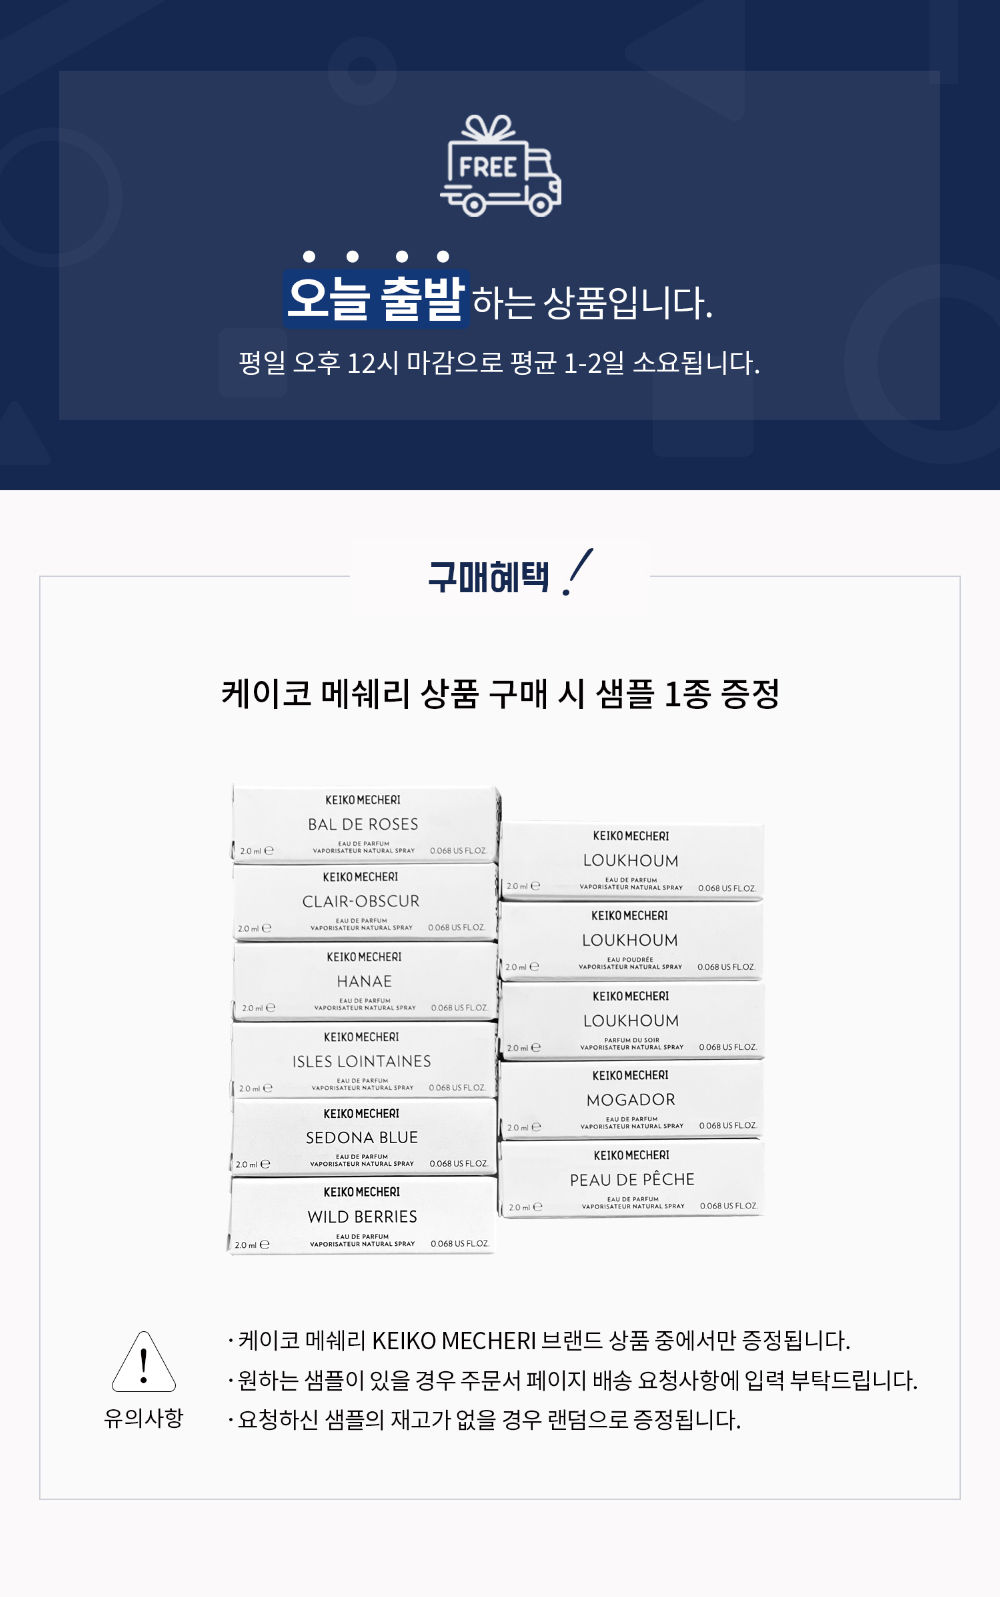 FREE
오늘 출발하는 상품입니다.
평일 오후 12시 마감으로 평균 1-2일 소요됩니다.
구매혜택!
케이코 메쉐리 상품 구매 시 샘플 1종 증정
KEIKO MECHERI
BAL DE ROSES
EAU DE PARFUM
2.0 ml ℮ VAPORISATEUR NATURAL SPRAY 0.068 US FL.OZ.
KEIKO MECHERI
CLAIR-OBSCUR
EAU DE PARFUM
2.0 ml ℮ VAPORISATEUR NATURAL SPRAY 0.068 US FL.OZ.
KEIKO MECHERI
HANAE
EAU DE PARFUM
2.0 ml ℮ VAPORISATEUR NATURAL SPRAY 0.068 US FL.OZ.
KEIKO MECHERI
ISLES LOINTAINES
EAU DE PARFUM
2.0 ml ℮ VAPORISATEUR NATURAL SPRAY 0.068 US FL.OZ.
KEIKO MECHERI
SEDONA BLUE
EAU DE PARFUM
2.0 ml ℮ VAPORISATEUR NATURAL SPRAY 0.068 US FL.OZ.
KEIKO MECHERI
WILD BERRIES
EAU DE PARFUM
2.0 ml ℮ VAPORISATEUR NATURAL SPRAY 0.068 US FL.OZ.
KEIKO MECHERI
LOUKHOUM
EAU DE PARFUM
2.0 ml ℮ VAPORISATEUR NATURAL SPRAY 0.068 US FL.OZ.
KEIKO MECHERI
LOUKHOUM
EAU POUDRÉE
2.0 ml ℮ VAPORISATEUR NATURAL SPRAY 0.068 US FL.OZ.
KEIKO MECHERI
LOUKHOUM
PARFUM DU SOIR
2.0 ml ℮ VAPORISATEUR NATURAL SPRAY 0.068 US FL.OZ.
KEIKO MECHERI
MOGADOR
EAU DE PARFUM
2.0 ml ℮ VAPORISATEUR NATURAL SPRAY 0.068 US FL.OZ.
KEIKO MECHERI
PEAU DE PÊCHE
EAU DE PARFUM
2.0 ml ℮ VAPORISATEUR NATURAL SPRAY 0.068 US FL.OZ.
!
유의사항
· 케이코 메쉐리 KEIKO MECHERI 브랜드 상품 중에서만 증정됩니다.
· 원하는 샘플이 있을 경우 주문서 페이지 배송 요청사항에 입력 부탁드립니다.
· 요청하신 샘플의 재고가 없을 경우 랜덤으로 증정됩니다.